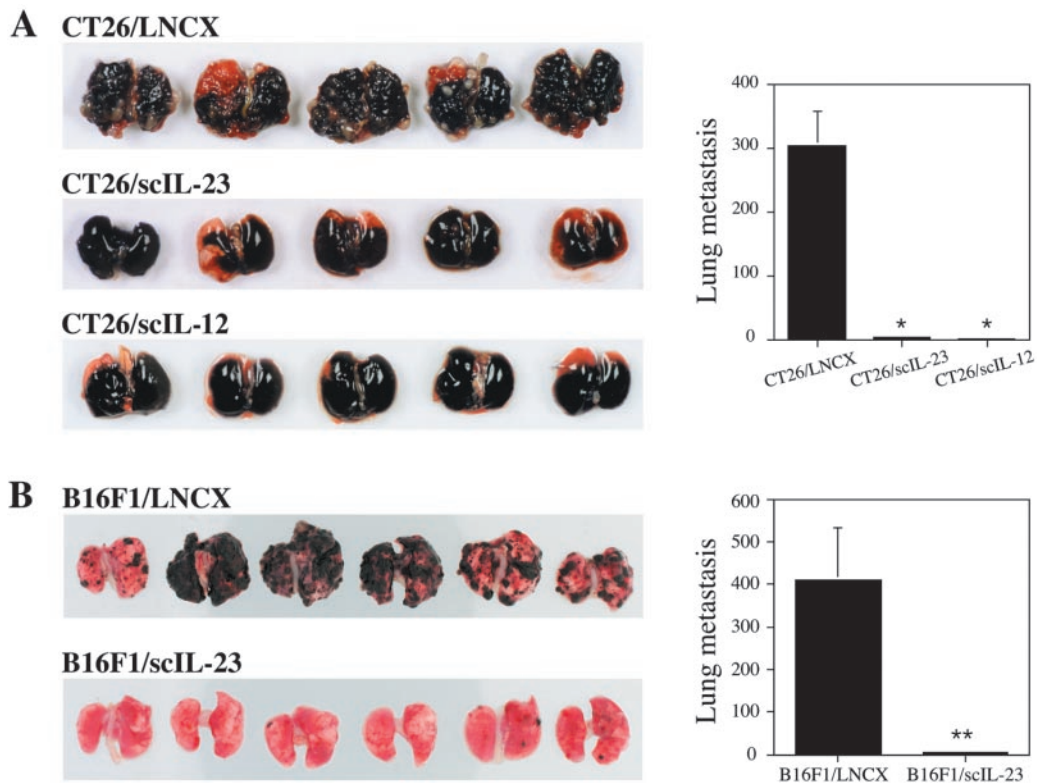 A
CT26/LNCX
CT26/scIL-23
CT26/scIL-12
400
300
200
100
0
Lung metastasis
*
*
CT26/LNCX
CT26/scIL-23
CT26/scIL-12
B
B16F1/LNCX
B16F1/scIL-23
600
500
400
300
200
100
0
Lung metastasis
**
B16F1/LNCX
B16F1/scIL-23